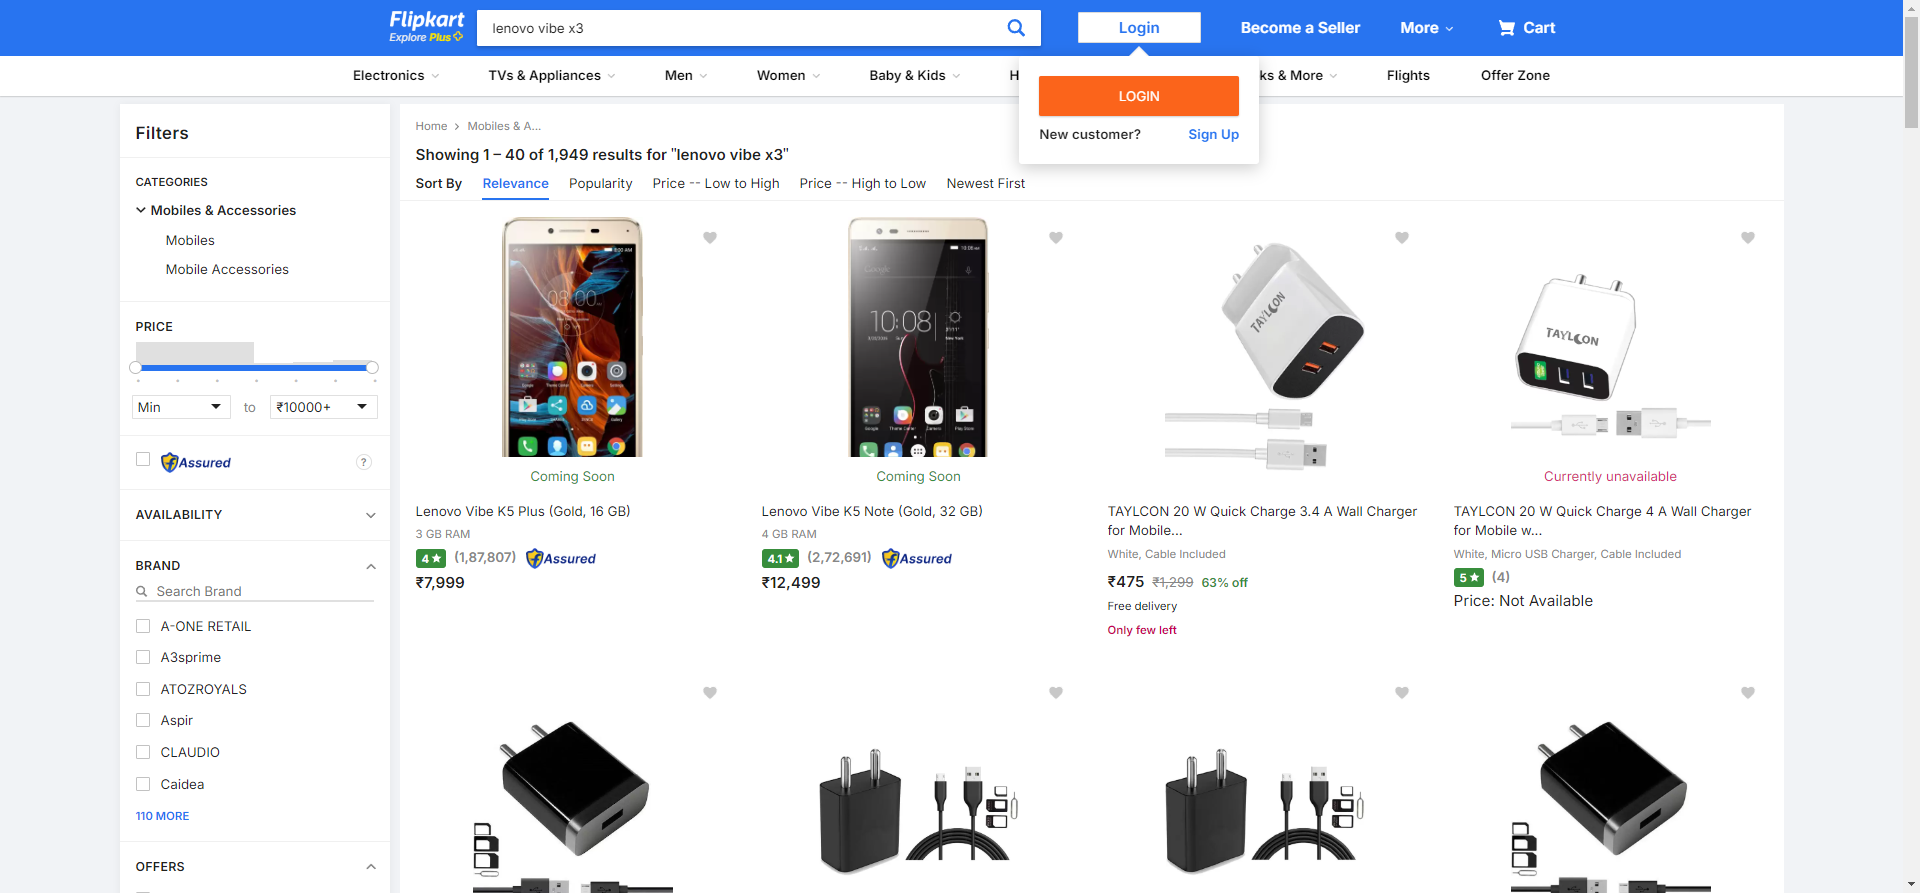 Flipkart
Explore Plus
lenovo vibe x3
Login
Become a Seller
More
Cart
Electronics
TVs & Appliances
Men
Women
Baby & Kids
H
ks & More
Flights
Offer Zone
LOGIN
New customer? Sign Up
Filters
CATEGORIES
Mobiles & Accessories
Mobiles
Mobile Accessories
PRICE
Min to ₹10000+
Assured ?
AVAILABILITY
BRAND
Search Brand
A-ONE RETAIL
A3sprime
ATOZROYALS
Aspir
CLAUDIO
Caidea
110 MORE
OFFERS
Home Mobiles & A...
Showing 1 – 40 of 1,949 results for "lenovo vibe x3"
Sort By Relevance Popularity Price -- Low to High Price -- High to Low Newest First
08:00
Coming Soon
Lenovo Vibe K5 Plus (Gold, 16 GB)
3 GB RAM
4 (1,87,807) Assured
₹7,999
Google
10:08
Coming Soon
Lenovo Vibe K5 Note (Gold, 32 GB)
4 GB RAM
4.1 (2,72,691) Assured
₹12,499
TAYLCON
TAYLCON 20 W Quick Charge 3.4 A Wall Charger
for Mobile...
White, Cable Included
₹475 ₹1,299 63% off
Free delivery
Only few left
TAYLCON
Currently unavailable
TAYLCON 20 W Quick Charge 4 A Wall Charger
for Mobile w...
White, Micro USB Charger, Cable Included
5 (4)
Price: Not Available